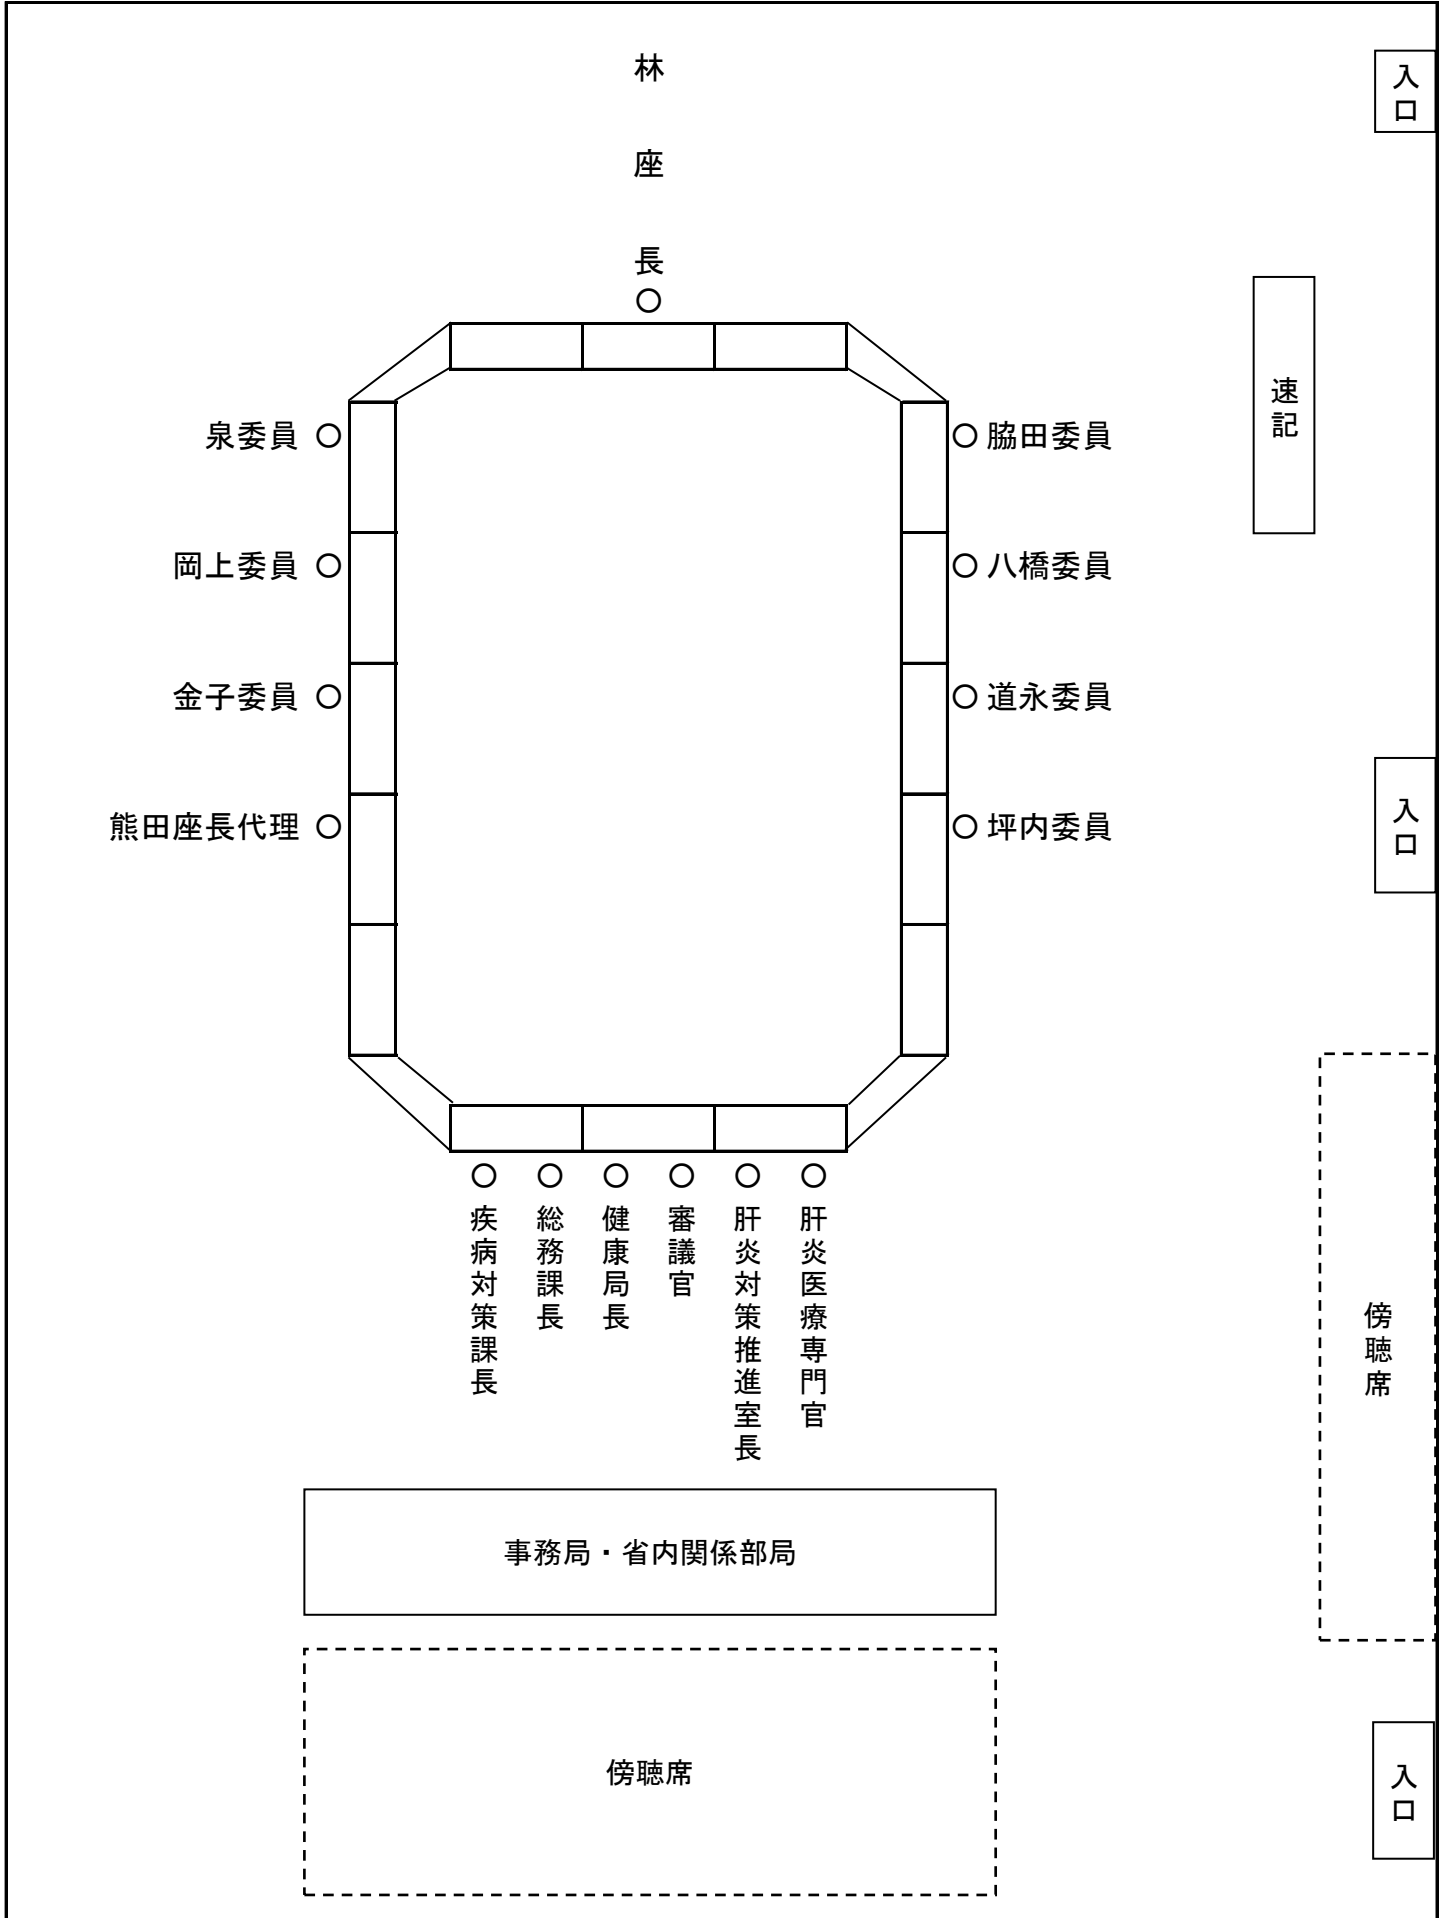 林座長
入口
速記
泉委員
脇田委員
岡上委員
八橋委員
金子委員
道永委員
熊田座長代理
坪内委員
入口
疾病対策課長
総務課長
健康局長
審議官
肝炎対策推進室長
肝炎医療専門官
傍聴席
事務局・省内関係部局
傍聴席
入口